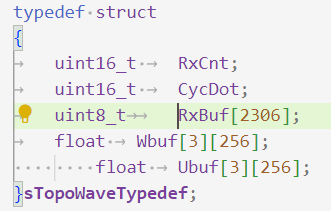 typedef struct
{
uint16_t RxCnt;
uint16_t CycDot;
uint8_t RxBuf[2306];
float Wbuf[3][256];
float Ubuf[3][256];
}sTopoWaveTypedef;